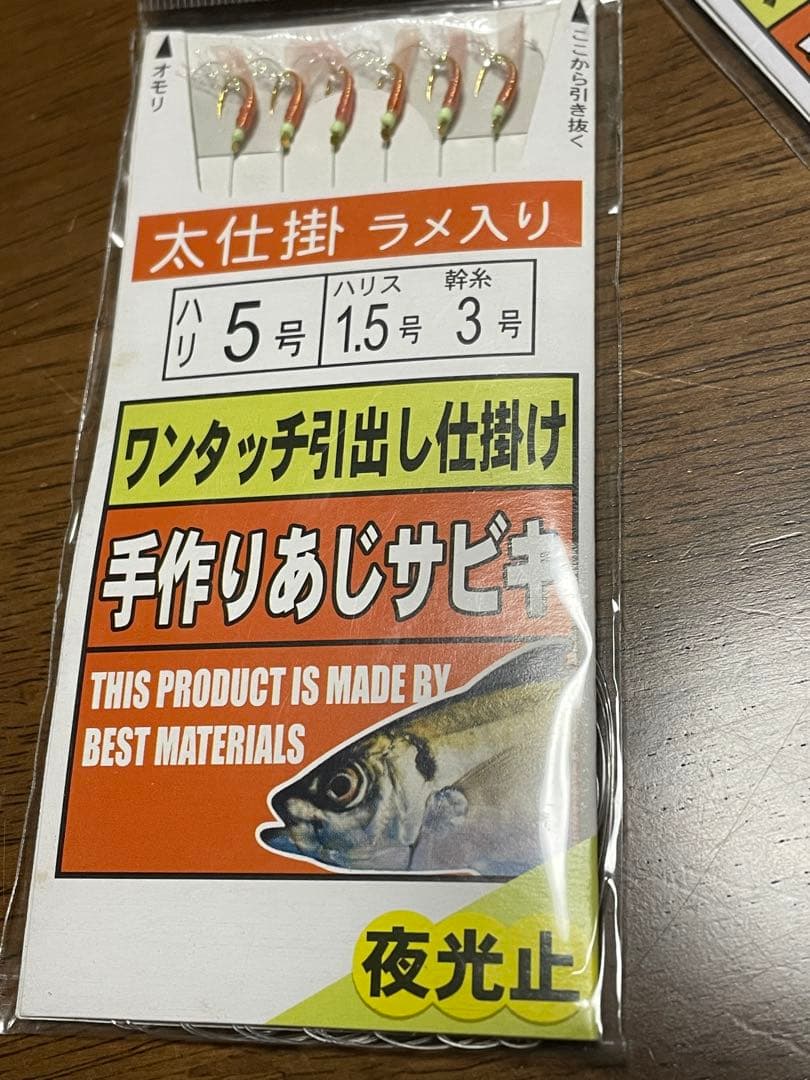 オモリ
ここから引き抜く
太仕掛 ラメ入り
ハリ 5号
ハリス 1.5号
幹糸 3号
ワンタッチ引出し仕掛け
手作りあじサビキ
THIS PRODUCT IS MADE BY
BEST MATERIALS
夜光止